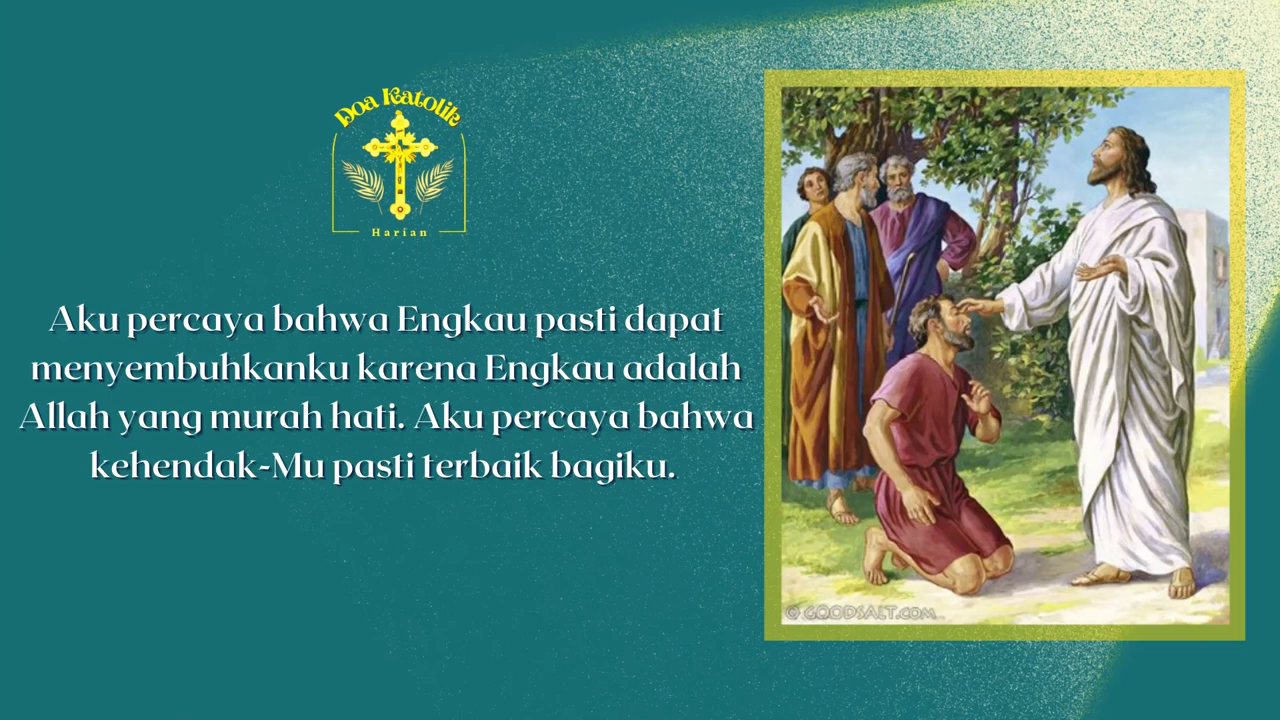 Doa Katolik
Harian
Aku percaya bahwa Engkau pasti dapat
menyembuhkanku karena Engkau adalah
Allah yang murah hati. Aku percaya bahwa
kehendak-Mu pasti terbaik bagiku.
© GOODSALT.COM